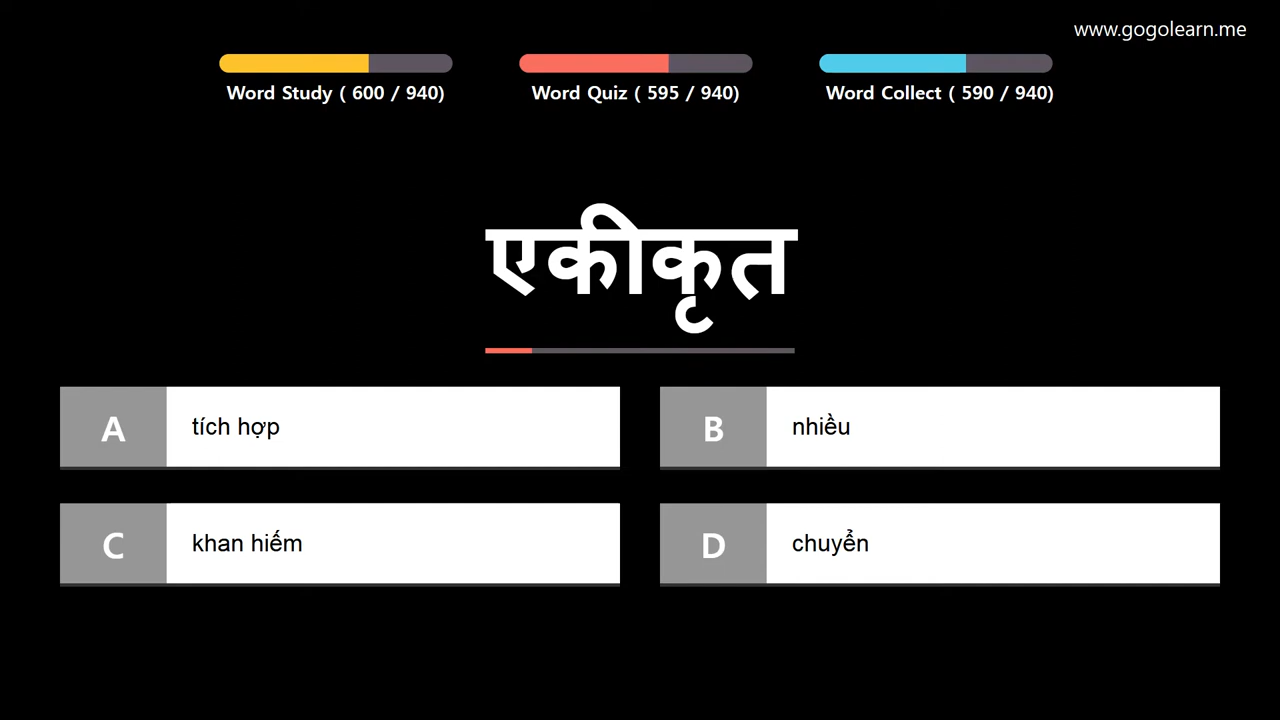 www.gogolearn.me
Word Study ( 600 / 940)
Word Quiz ( 595 / 940)
Word Collect ( 590 / 940)
एकीकृत
A tích hợp
B nhiều
C khan hiếm
D chuyển